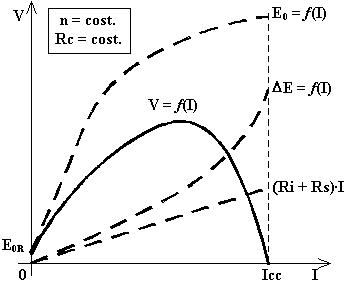 V
n = cost.
Rc = cost.
E₀ = f(I)
V = f(I)
ΔE = f(I)
(Ri + Rs)·I
E₀R
0
Icc
I